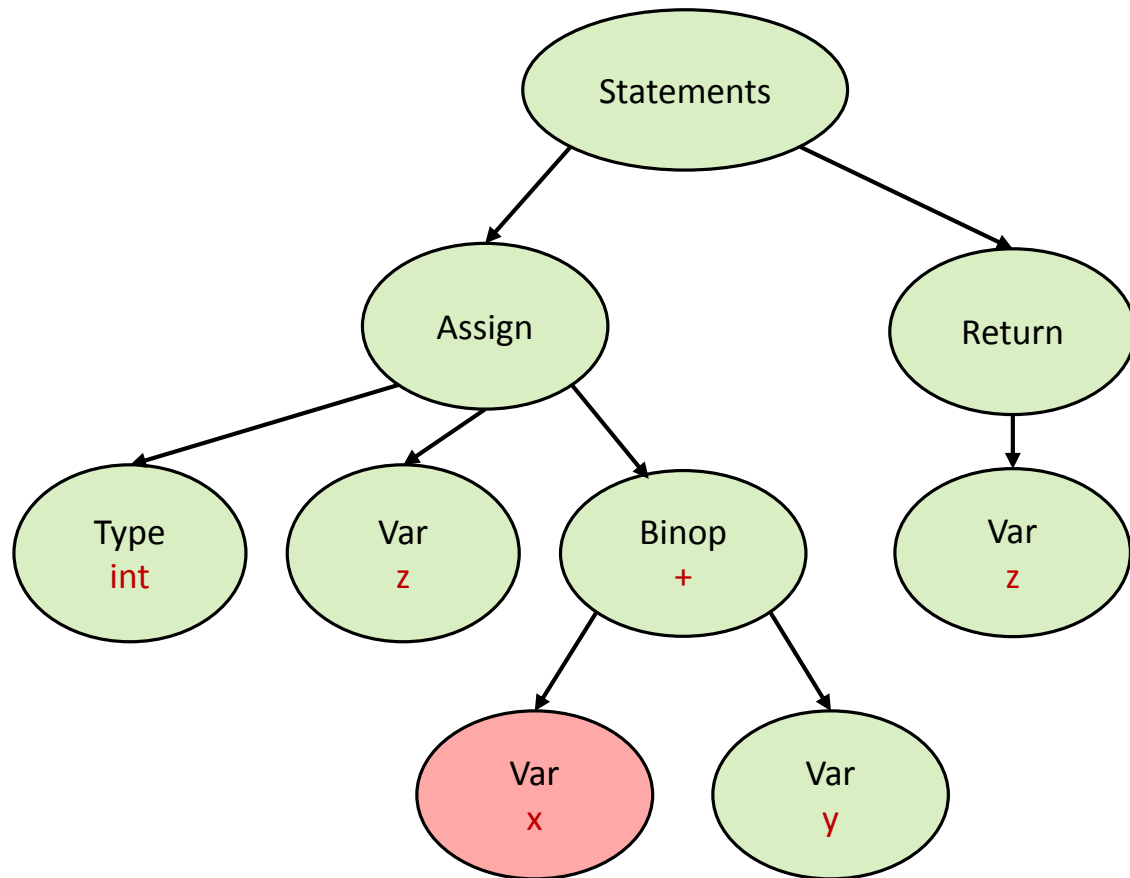 Statements
Assign
Return
Type
int
Var
z
Binop
+
Var
z
Var
x
Var
y